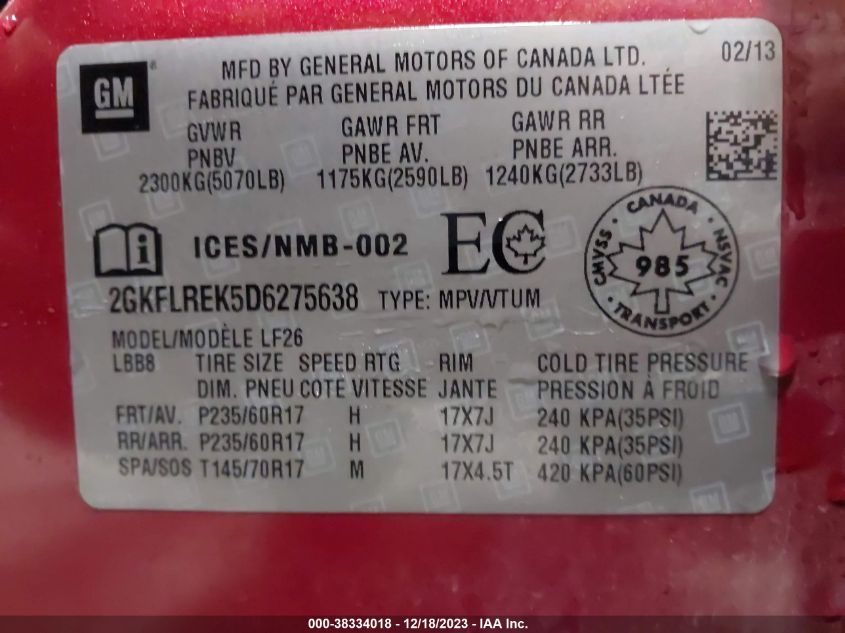 GM
MFD BY GENERAL MOTORS OF CANADA LTD.
02/13
FABRIQUÉ PAR GENERAL MOTORS DU CANADA LTÉE
GVWR GAWR FRT GAWR RR
PNBV PNBE AV. PNBE ARR.
2300KG(5070LB) 1175KG(2590LB) 1240KG(2733LB)
i ICES/NMB-002 EC
CANADA
CMVSS 985 NSVAC
TRANSPORT
2GKFLREK5D6275638 TYPE: MPV/VTUM
MODEL/MODÈLE LF26
LBB8 TIRE SIZE SPEED RTG RIM COLD TIRE PRESSURE
DIM. PNEU COTÉ VITESSE JANTE PRESSION À FROID
FRT/AV. P235/60R17 H 17X7J 240 KPA(35PSI)
RR/ARR. P235/60R17 H 17X7J 240 KPA(35PSI)
SPA/SOS T145/70R17 M 17X4.5T 420 KPA(60PSI)
000-38334018 - 12/18/2023 - IAA Inc.